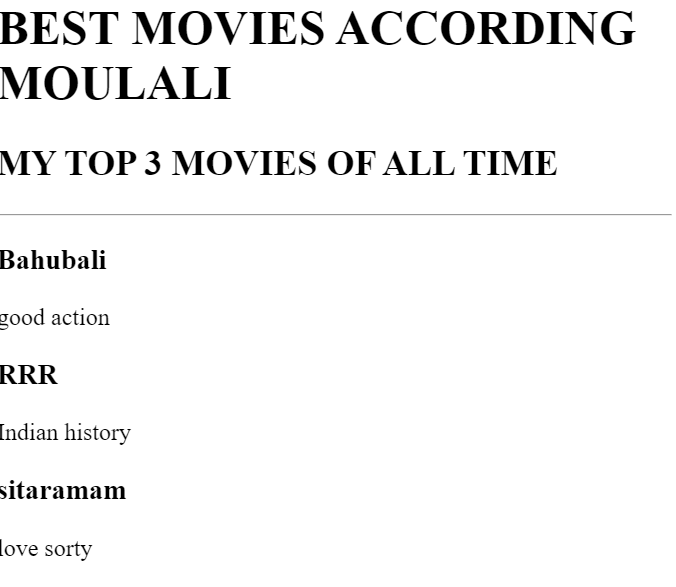 BEST MOVIES ACCORDING
MOULALI
MY TOP 3 MOVIES OF ALL TIME
Bahubali
good action
RRR
Indian history
sitaramam
love sorty